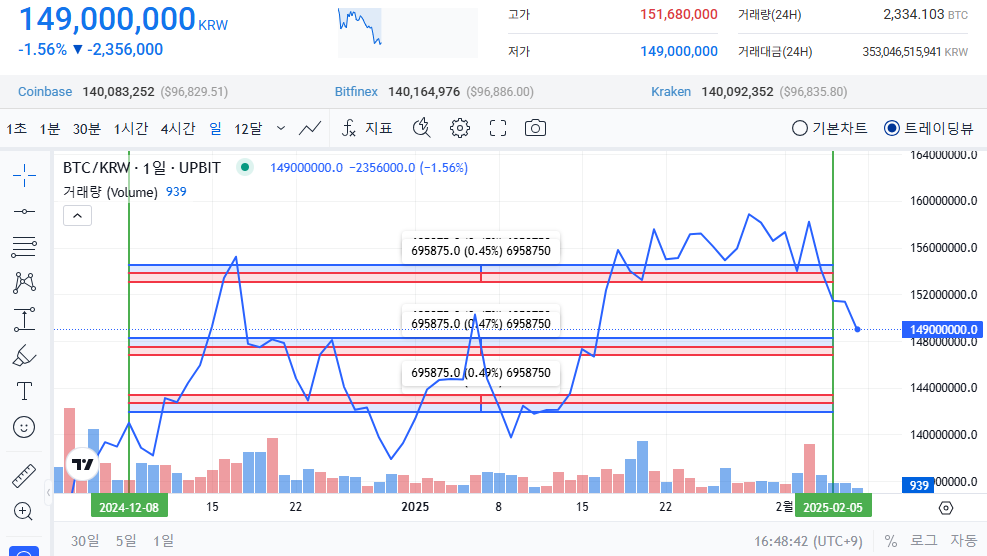 149,000,000 KRW
-1.56% ▼ -2,356,000
고가 151,680,000
저가 149,000,000
거래량(24H) 2,334.103 BTC
거래대금(24H) 353,046,515,941 KRW
Coinbase 140,083,252 ($96,829.51)
Bitfinex 140,164,976 ($96,886.00)
Kraken 140,092,352 ($96,835.80)
1초 1분 30분 1시간 4시간 일 12달 지표 기본차트 트레이딩뷰
BTC/KRW · 1일 · UPBIT 149000000.0 −2356000.0 (−1.56%)
거래량 (Volume) 939
164000000.0
160000000.0
156000000.0
152000000.0
149000000.0
148000000.0
144000000.0
140000000.0
939
695875.0 (0.45%) 6958750
695875.0 (0.47%) 6958750
695875.0 (0.49%) 6958750
2024-12-08 15 22 2025 8 15 22 2월 2025-02-05
30일 5일 1일
16:48:42 (UTC+9) % 로그 자동